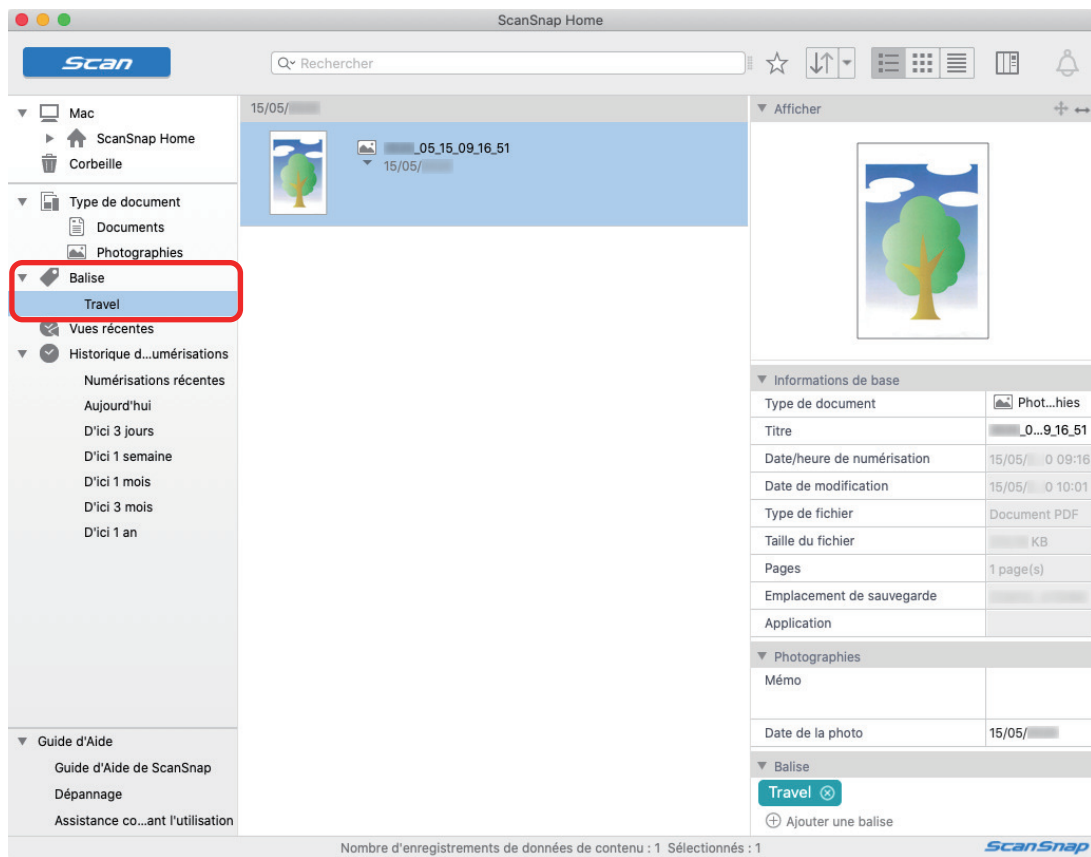 ScanSnap Home
Scan
Rechercher
Mac
ScanSnap Home
Corbeille
Type de document
Documents
Photographies
Balise
Travel
Vues récentes
Historique d...umérisations
Numérisations récentes
Aujourd'hui
D'ici 3 jours
D'ici 1 semaine
D'ici 1 mois
D'ici 3 mois
D'ici 1 an
Guide d'Aide
Guide d'Aide de ScanSnap
Dépannage
Assistance co...ant l'utilisation
15/05/
_05_15_09_16_51
15/05/
Afficher
Informations de base
Type de document Phot...hies
Titre _0...9_16_51
Date/heure de numérisation 15/05/ 0 09:16
Date de modification 15/05/ 0 10:01
Type de fichier Document PDF
Taille du fichier KB
Pages 1 page(s)
Emplacement de sauvegarde
Application
Photographies
Mémo
Date de la photo 15/05/
Balise
Travel
Ajouter une balise
Nombre d'enregistrements de données de contenu : 1 Sélectionnés : 1
ScanSnap